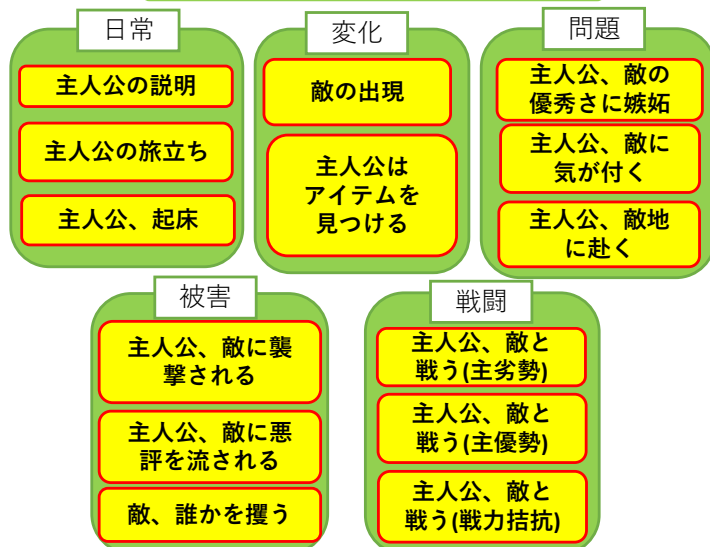 日常
主人公の説明
主人公の旅立ち
主人公、起床
変化
敵の出現
主人公は
アイテムを
見つける
問題
主人公、敵の
優秀さに嫉妬
主人公、敵に
気が付く
主人公、敵地
に赴く
被害
主人公、敵に襲
撃される
主人公、敵に悪
評を流される
敵、誰かを攫う
戦闘
主人公、敵と
戦う(主劣勢)
主人公、敵と
戦う(主優勢)
主人公、敵と
戦う(戦力拮抗)